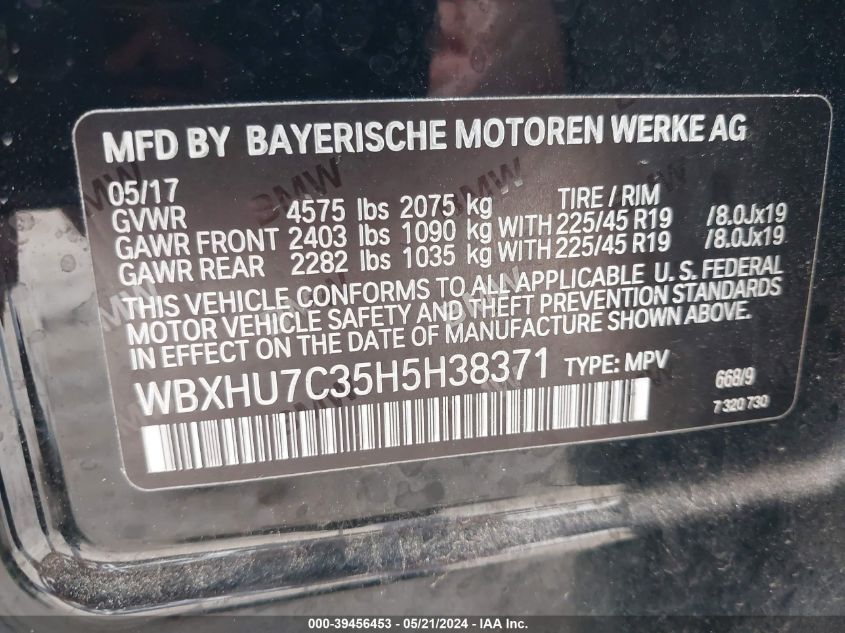 MFD BY BAYERISCHE MOTOREN WERKE AG
05/17 TIRE / RIM
GVWR 4575 lbs 2075 kg
GAWR FRONT 2403 lbs 1090 kg WITH 225/45 R19 /8.0Jx19
GAWR REAR 2282 lbs 1035 kg WITH 225/45 R19 /8.0Jx19
THIS VEHICLE CONFORMS TO ALL APPLICABLE U.S. FEDERAL
MOTOR VEHICLE SAFETY AND THEFT PREVENTION STANDARDS
IN EFFECT ON THE DATE OF MANUFACTURE SHOWN ABOVE.
WBXHU7C35H5H38371 TYPE: MPV 668/9
7 320 730
BMW
BMW
BMW
BMW
000-39456453 - 05/21/2024 - IAA Inc.